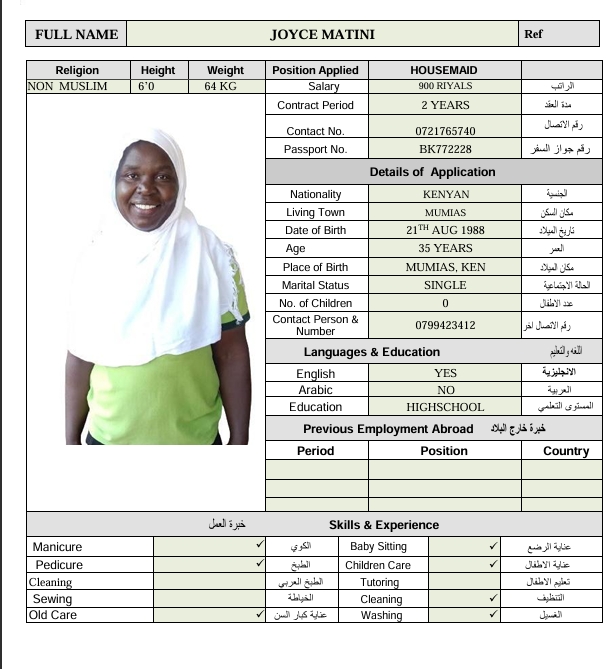 FULL NAME JOYCE MATINI Ref
Religion Height Weight Position Applied HOUSEMAID
NON MUSLIM 6'0 64 KG Salary 900 RIYALS الراتب
Contract Period 2 YEARS مدة العقد
Contact No. 0721765740 رقم الاتصال
Passport No. BK772228 رقم جواز السفر
Details of Application
Nationality KENYAN الجنسية
Living Town MUMIAS مكان السكن
Date of Birth 21TH AUG 1988 تاريخ الميلاد
Age 35 YEARS العمر
Place of Birth MUMIAS, KEN مكان الميلاد
Marital Status SINGLE الحالة الاجتماعية
No. of Children 0 عدد الاطفال
Contact Person &
Number 0799423412 رقم الاتصال اخر
Languages & Education اللغه والتعليم
English YES الانجليزية
Arabic NO العربية
Education HIGHSCHOOL المستوى التعلمي
Previous Employment Abroad خبرة خارج البلاد
Period Position Country
خبرة العمل Skills & Experience
Manicure ✓ الكوي Baby Sitting ✓ عناية الرضع
Pedicure ✓ الطبخ Children Care ✓ عناية الاطفال
Cleaning الطبخ العربي Tutoring تعليم الاطفال
Sewing الخياطة Cleaning ✓ التنظيف
Old Care ✓ عناية كبار السن Washing ✓ الغسيل